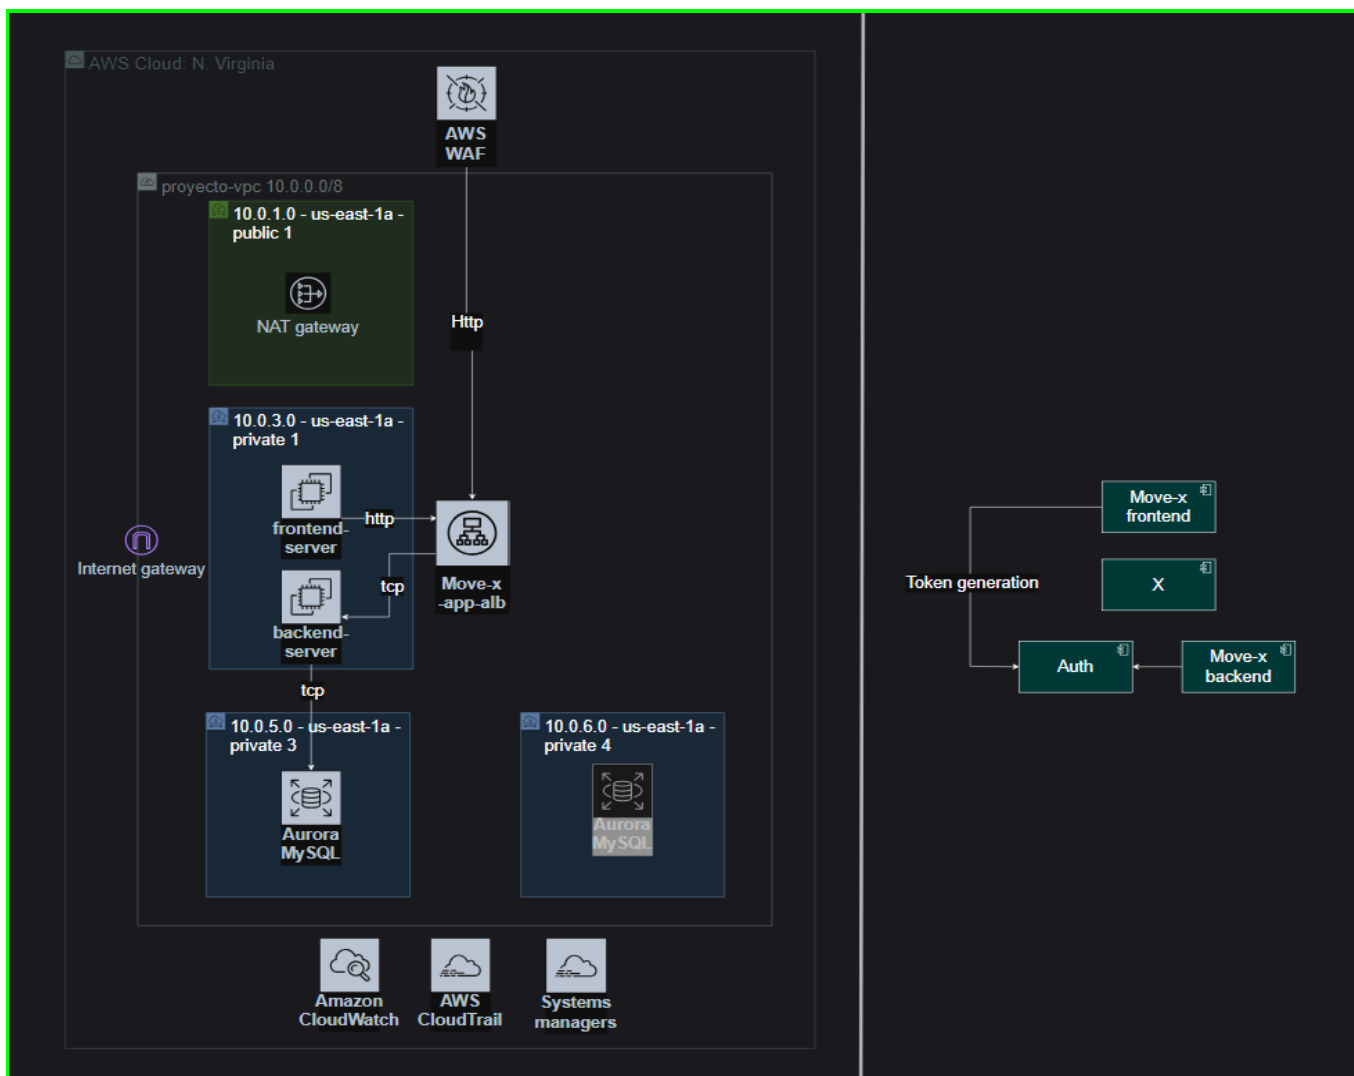 AWS Cloud: N. Virginia
AWS
WAF
proyecto-vpc 10.0.0.0/8
10.0.1.0 - us-east-1a -
public 1
NAT gateway
Http
10.0.3.0 - us-east-1a -
private 1
frontend-
server
http
Internet gateway
backend-
server
tcp
Move-x
-app-alb
tcp
10.0.5.0 - us-east-1a -
private 3
Aurora
MySQL
10.0.6.0 - us-east-1a -
private 4
Aurora
MySQL
Amazon
CloudWatch
AWS
CloudTrail
Systems
managers
Move-x
frontend
Token generation
X
Auth
Move-x
backend